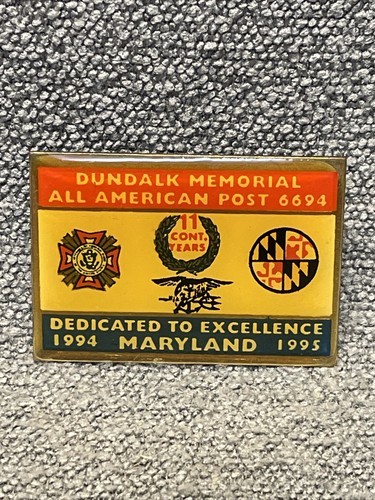 DUNDALK MEMORIAL
ALL AMERICAN POST 6694
11
CONT.
YEARS
DEDICATED TO EXCELLENCE
1994 MARYLAND 1995